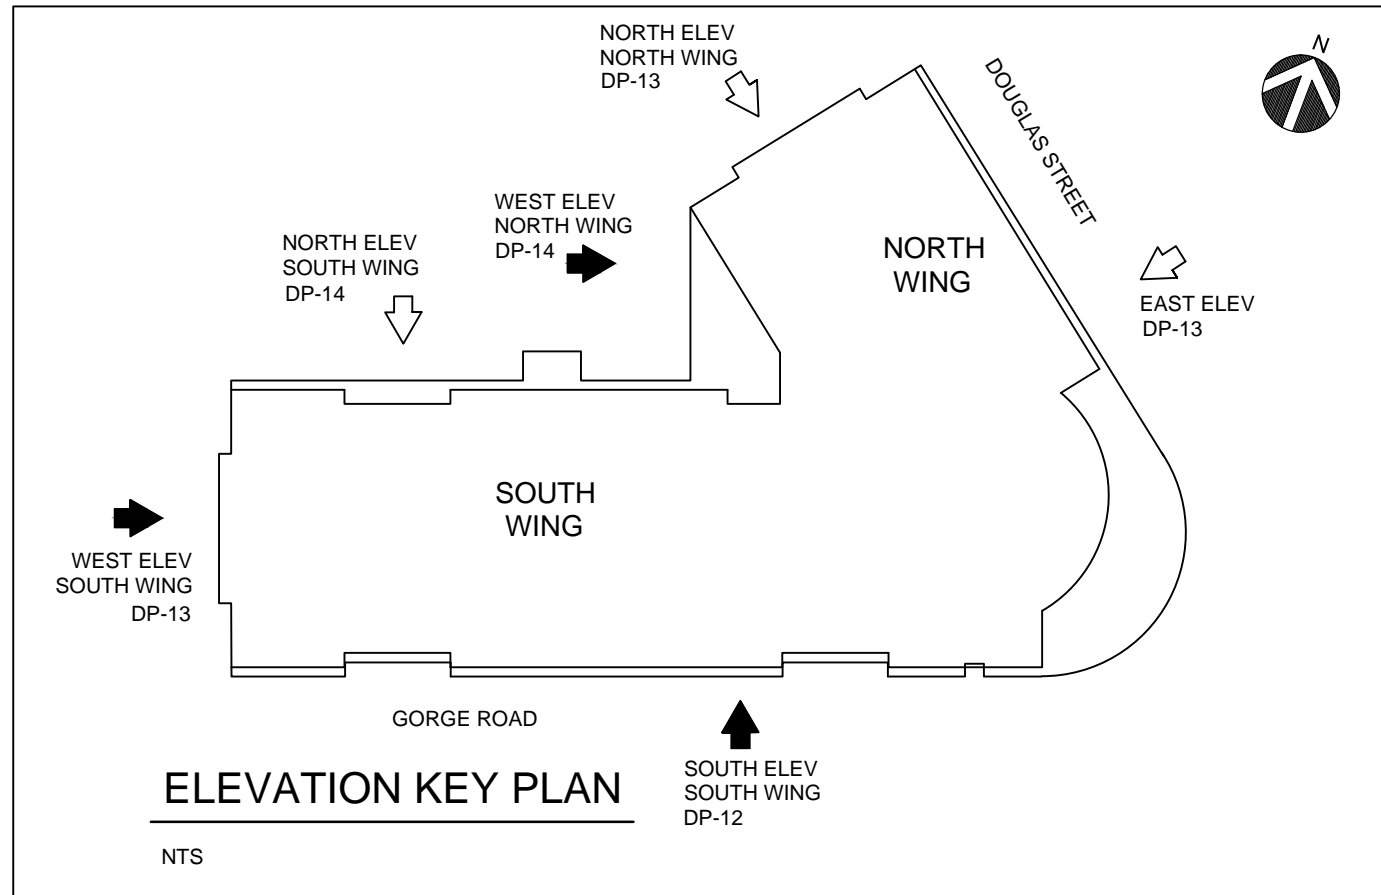 NORTH ELEV
NORTH WING
DP-13
N
DOUGLAS STREET
WEST ELEV
NORTH WING
DP-14
NORTH ELEV
SOUTH WING
DP-14
NORTH
WING
EAST ELEV
DP-13
SOUTH
WING
WEST ELEV
SOUTH WING
DP-13
GORGE ROAD
SOUTH ELEV
SOUTH WING
DP-12
ELEVATION KEY PLAN
NTS